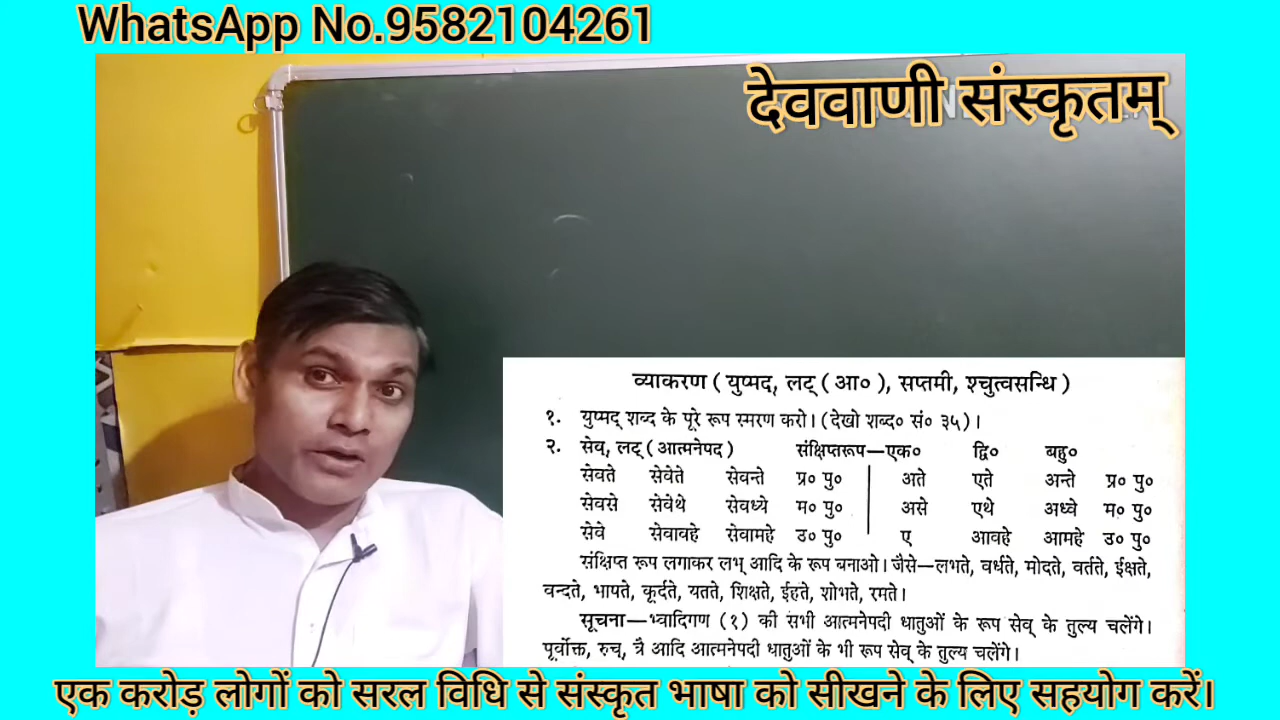 WhatsApp No.9582104261
देववाणी संस्कृतम्
व्याकरण ( युष्मद्, लट् ( आ० ), सप्तमी, श्चुत्वसन्धि )
१. युष्मद् शब्द के पूरे रूप स्मरण करो। (देखो शब्द० सं० ३५)।
२. सेव्, लट् ( आत्मनेपद ) संक्षिप्तरूप—एक० द्वि० बहु०
सेवते सेवेते सेवन्ते प्र० पु० अते एते अन्ते प्र० पु०
सेवसे सेवेथे सेवध्वे म० पु० असे एथे अध्वे म० पु०
सेवे सेवावहे सेवामहे उ० पु० ए आवहे आमहे उ० पु०
संक्षिप्त रूप लगाकर लभ् आदि के रूप बनाओ। जैसे—लभते, वर्धते, मोदते, वर्तते, ईक्षते,
वन्दते, भाषते, कूर्दते, यतते, शिक्षते, ईहते, शोभते, रमते।
सूचना—भ्वादिगण (१) की सभी आत्मनेपदी धातुओं के रूप सेव् के तुल्य चलेंगे।
पूर्वोक्त, रुच्, त्रै आदि आत्मनेपदी धातुओं के भी रूप सेव् के तुल्य चलेंगे।
एक करोड़ लोगों को सरल विधि से संस्कृत भाषा को सीखने के लिए सहयोग करें।